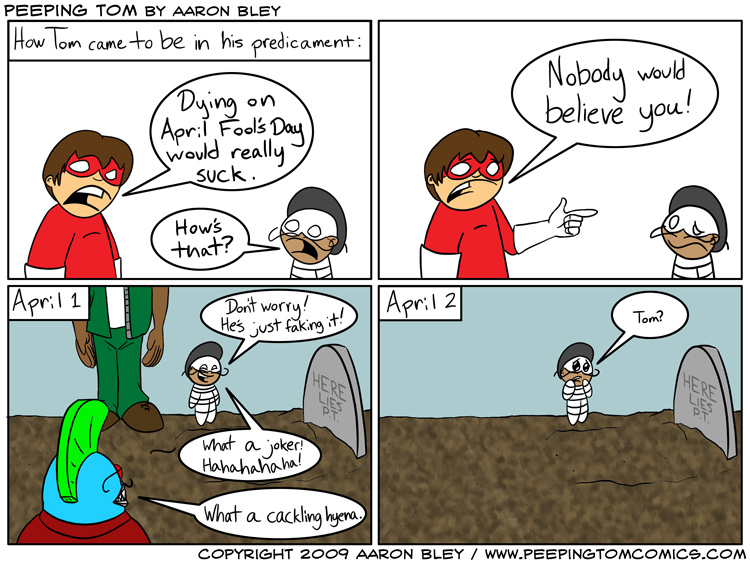 PEEPING TOM BY AARON BLEY
How Tom came to be in his predicament:
Dying on
April Fool's Day
would really
suck.
How's
that?
Nobody would
believe you!
April 1
Don't worry!
He's just faking it!
HERE
LIES
P.T.
What a joker!
Hahahahaha!
What a cackling hyena.
April 2
Tom?
HERE
LIES
P.T.
COPYRIGHT 2009 AARON BLEY / WWW.PEEPINGTOMCOMICS.COM